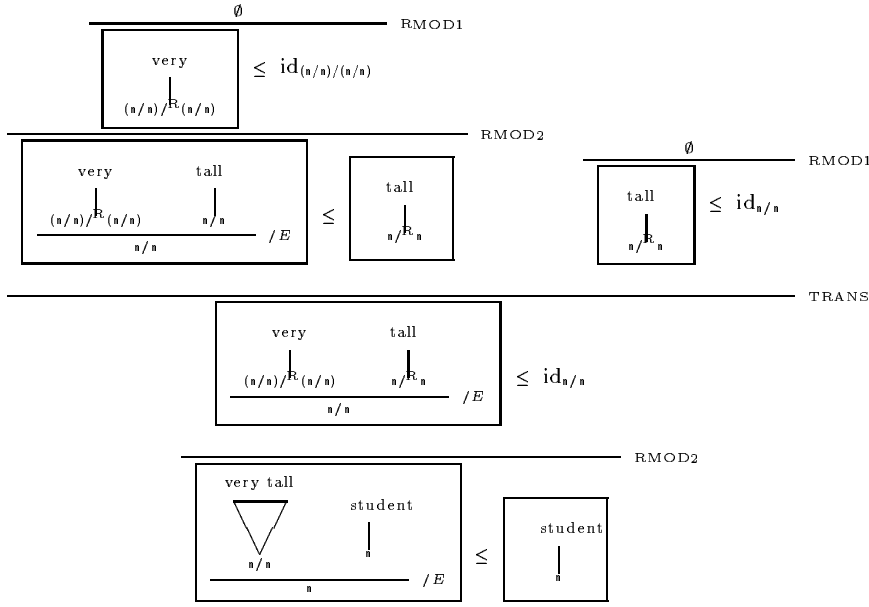 ∅
RMOD1
very
(n/n)/R(n/n)
≤ id(n/n)/(n/n)
RMOD2
∅
RMOD1
very tall
(n/n)/R(n/n) n/n
/E
n/n
≤
tall
n/Rn
tall
n/Rn
≤ idn/n
TRANS
very tall
(n/n)/R(n/n) n/Rn
/E
n/n
≤ idn/n
RMOD2
very tall
n/n
student
n
/E
n
≤
student
n